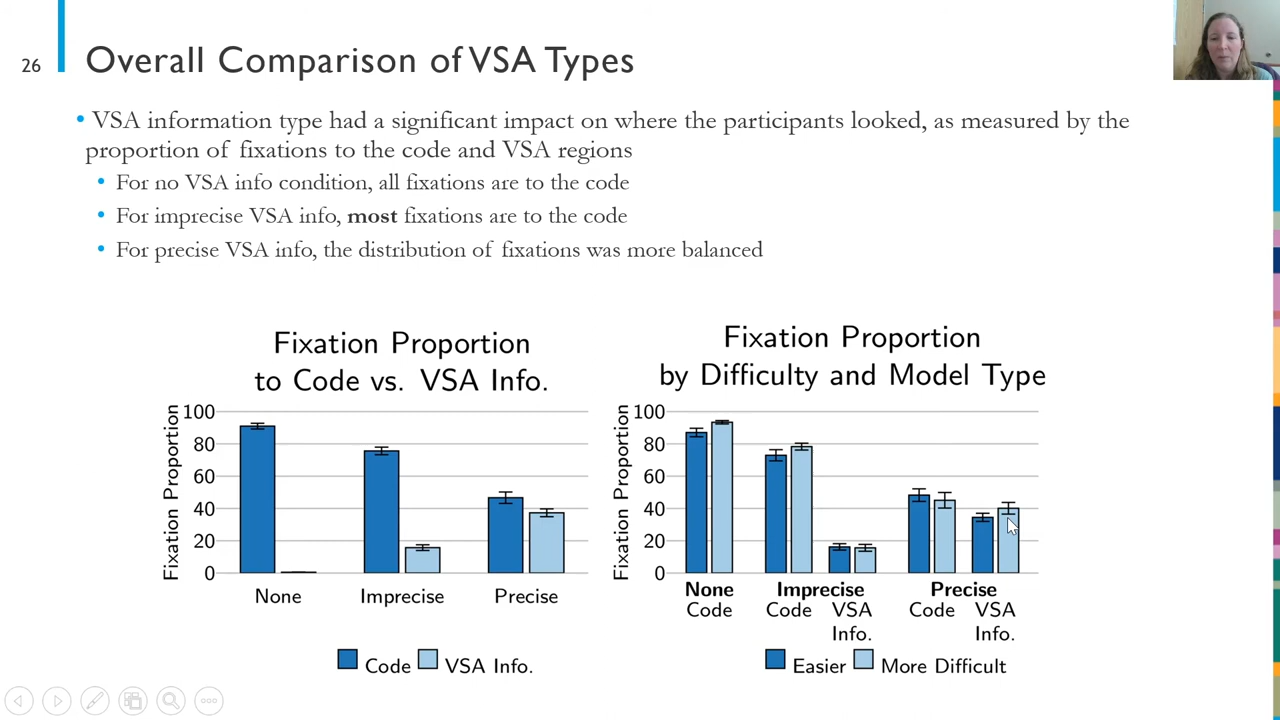 26
Overall Comparison of VSA Types
• VSA information type had a significant impact on where the participants looked, as measured by the
proportion of fixations to the code and VSA regions
• For no VSA info condition, all fixations are to the code
• For imprecise VSA info, most fixations are to the code
• For precise VSA info, the distribution of fixations was more balanced
Fixation Proportion
to Code vs. VSA Info.
Fixation Proportion
100
80
60
40
20
0
None Imprecise Precise
Code VSA Info.
Fixation Proportion
by Difficulty and Model Type
Fixation Proportion
100
80
60
40
20
0
None Imprecise Precise
Code Code VSA Code VSA
Info. Info.
Easier More Difficult